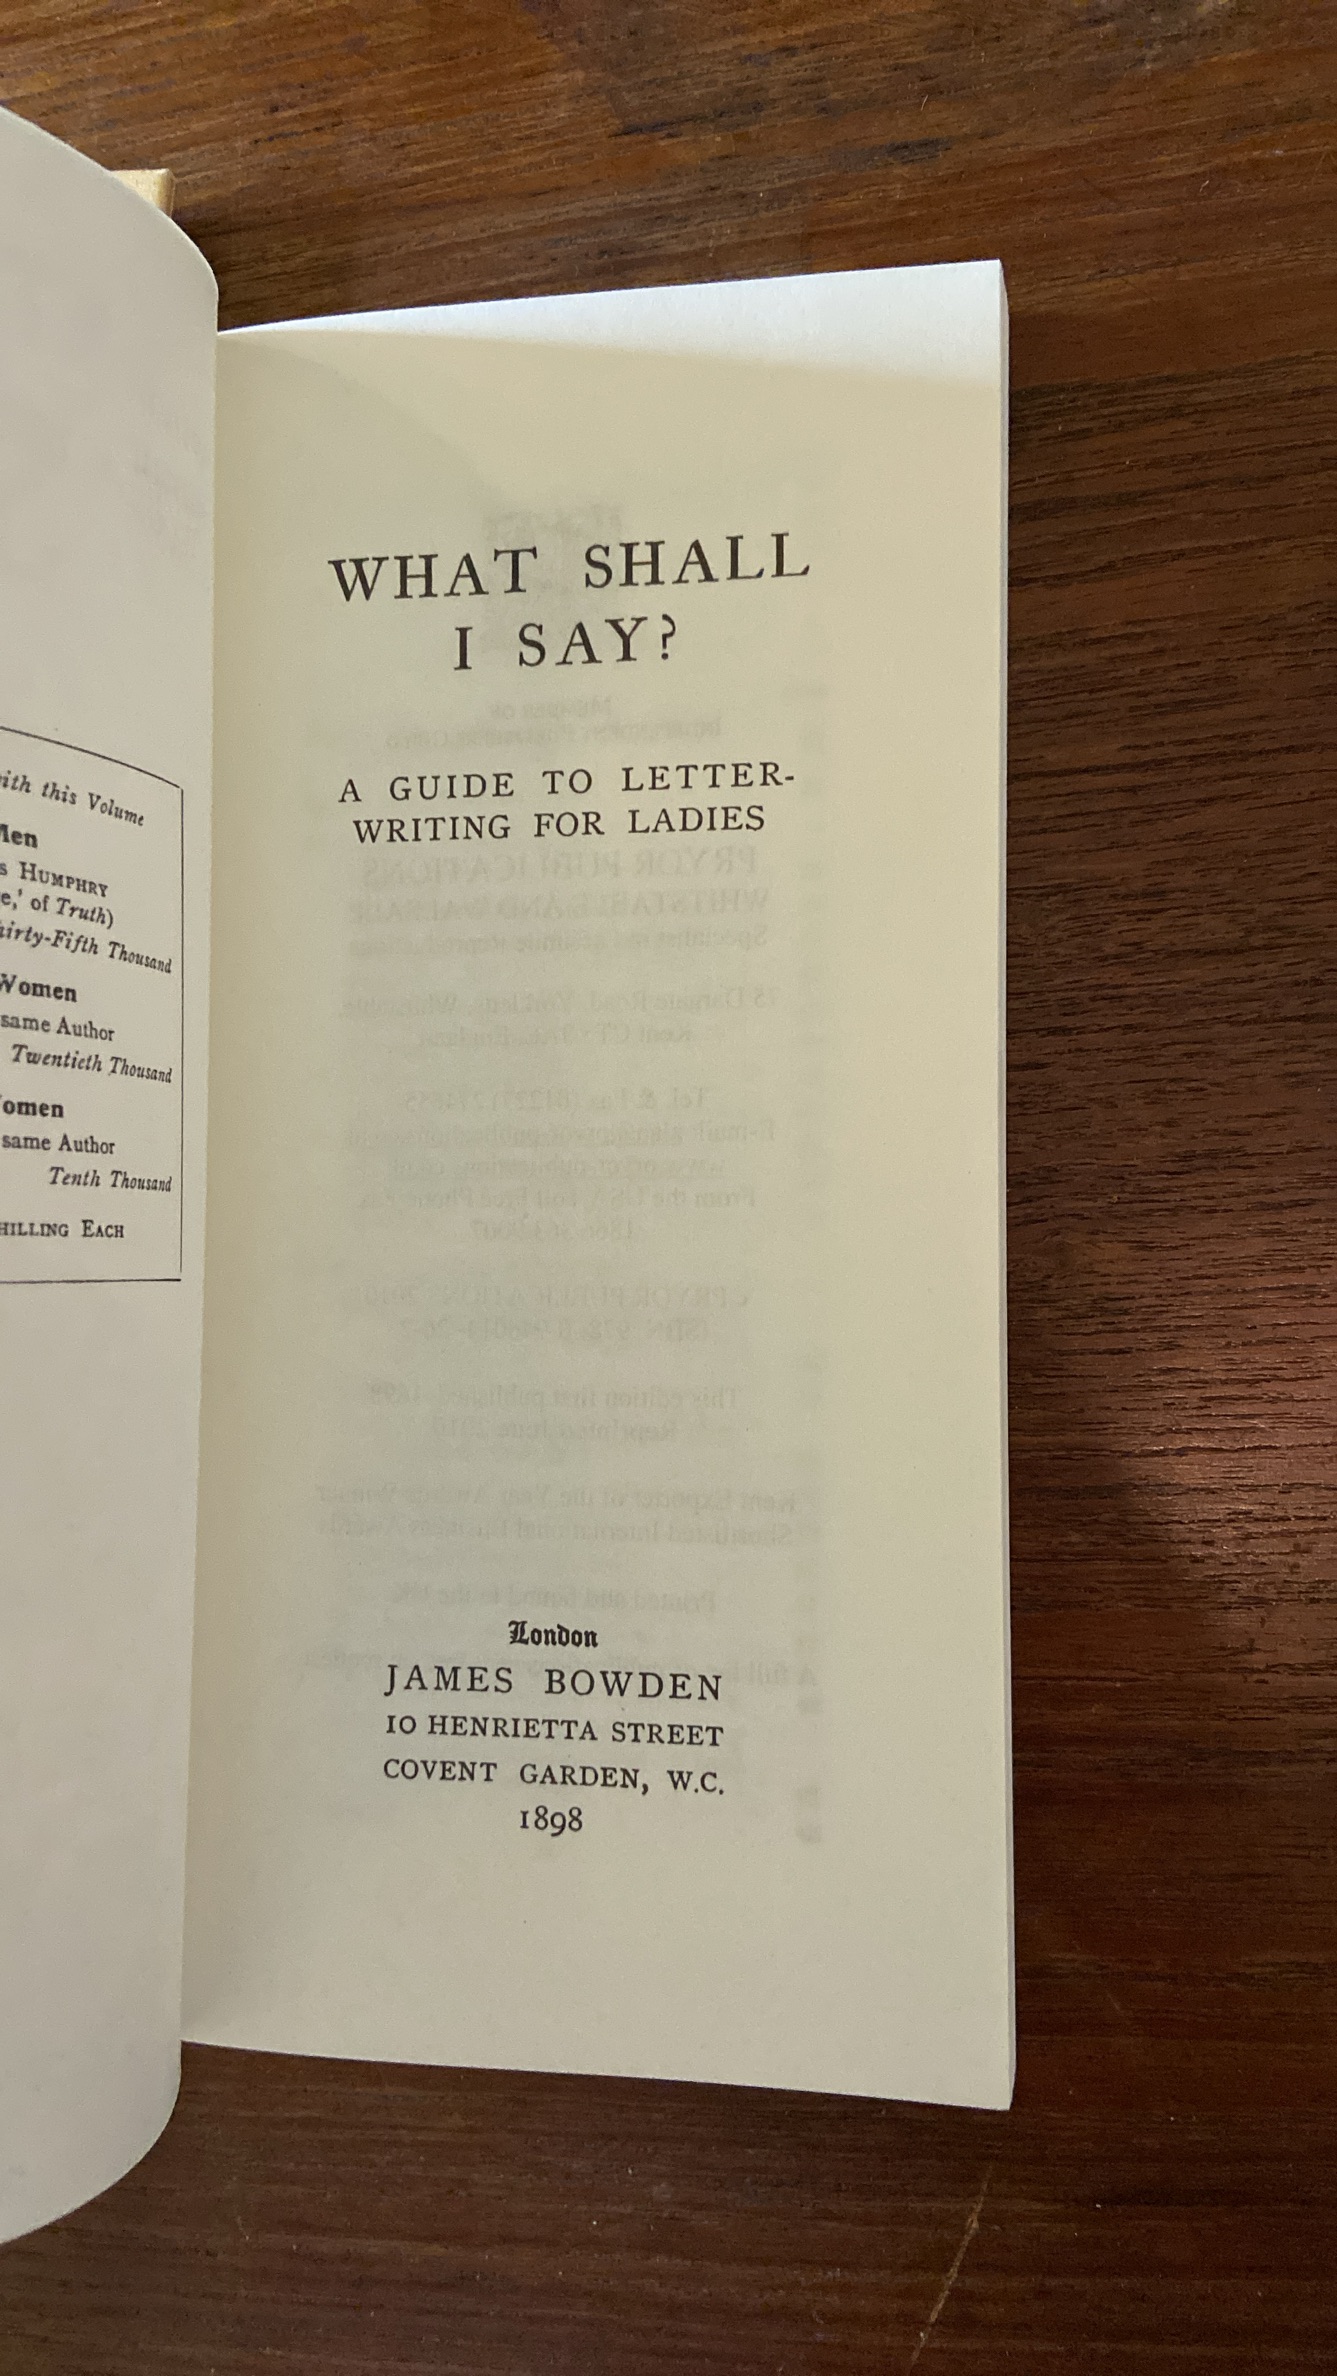 ith this Volume
Men
s HUMPHRY
e,' of Truth)
hirty-Fifth Thousand
Women
same Author
Twentieth Thousand
omen
same Author
Tenth Thousand
HILLING EACH
WHAT SHALL
I SAY?
A GUIDE TO LETTER-
WRITING FOR LADIES
London
JAMES BOWDEN
10 HENRIETTA STREET
COVENT GARDEN, W.C.
1898